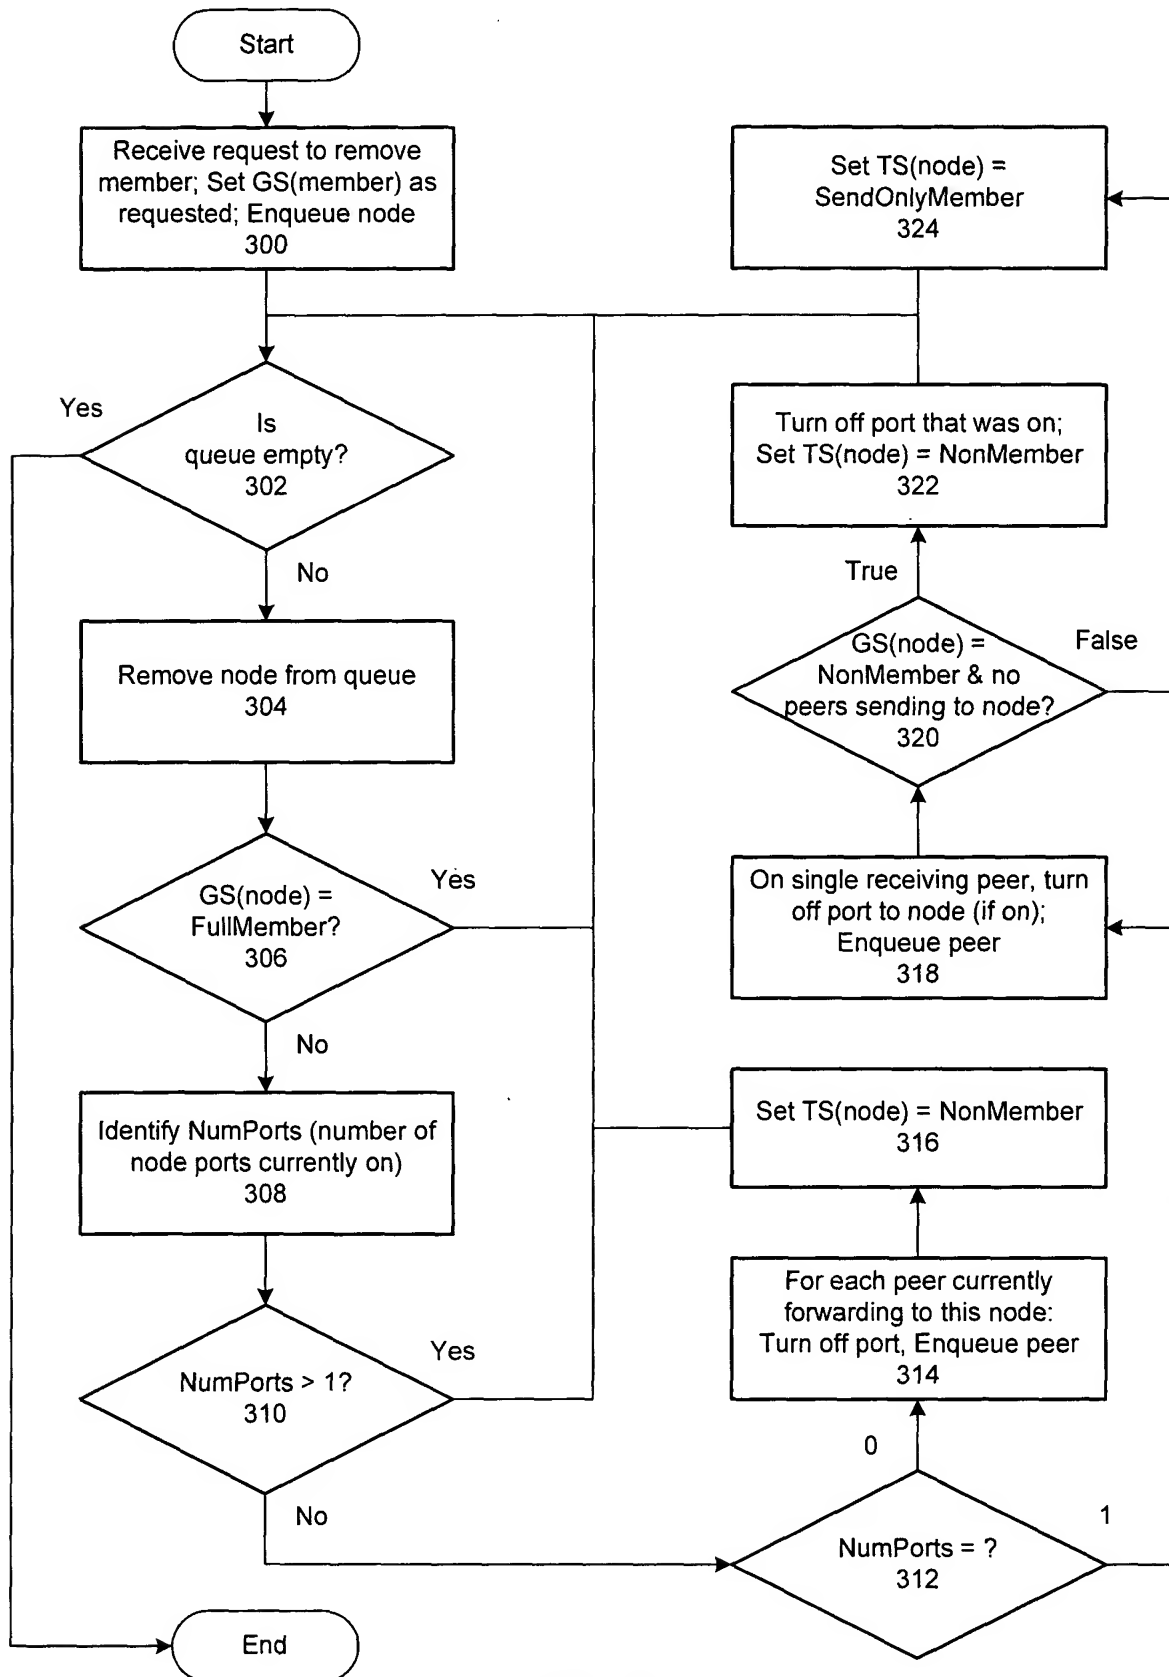 Start
Receive request to remove
member; Set GS(member) as
requested; Enqueue node
300
Is
queue empty?
302
Yes
No
Remove node from queue
304
GS(node) =
FullMember?
306
Yes
No
Identify NumPorts (number of
node ports currently on)
308
NumPorts > 1?
310
Yes
No
NumPorts = ?
312
0
1
For each peer currently
forwarding to this node:
Turn off port, Enqueue peer
314
Set TS(node) = NonMember
316
On single receiving peer, turn
off port to node (if on);
Enqueue peer
318
GS(node) =
NonMember & no
peers sending to node?
320
True
False
Turn off port that was on;
Set TS(node) = NonMember
322
Set TS(node) =
SendOnlyMember
324
End